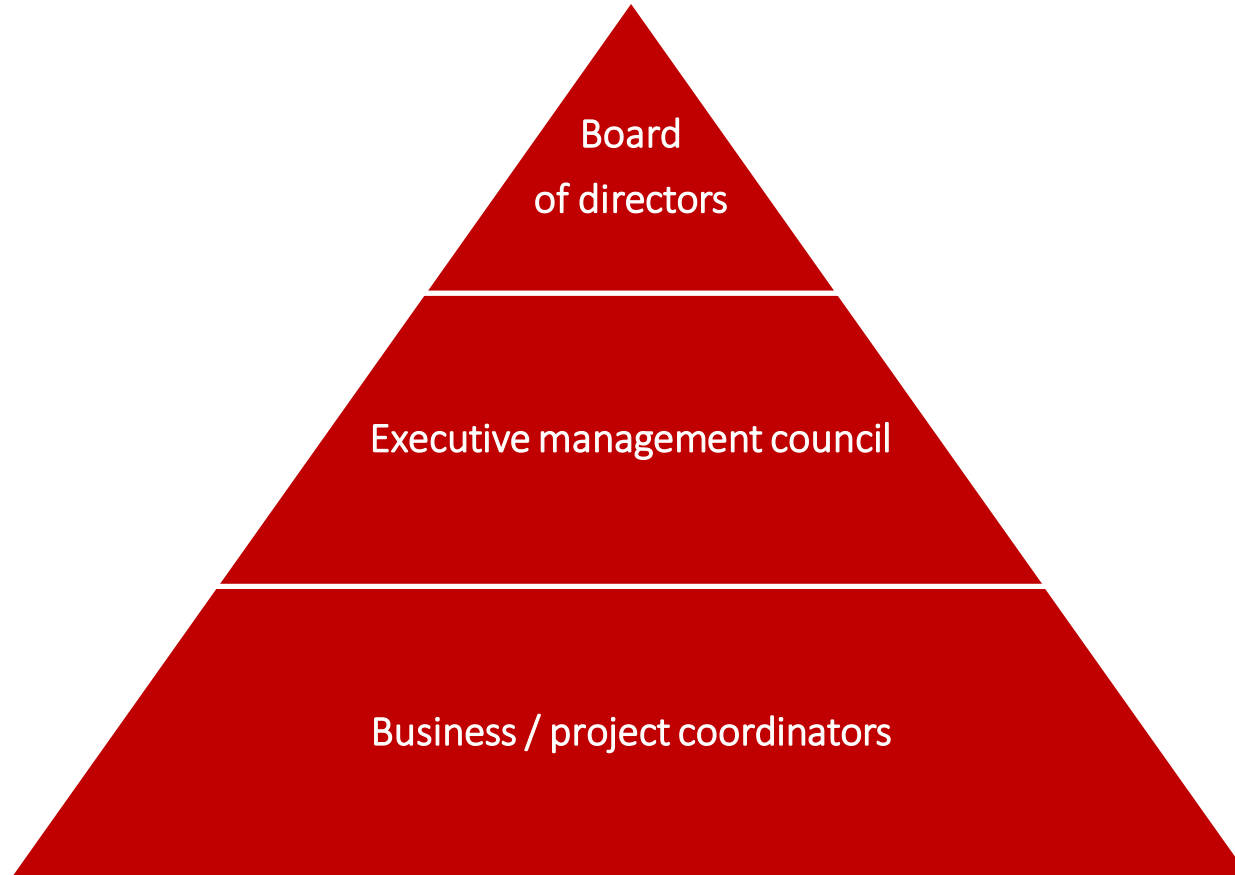 Board
of directors
Executive management council
Business / project coordinators